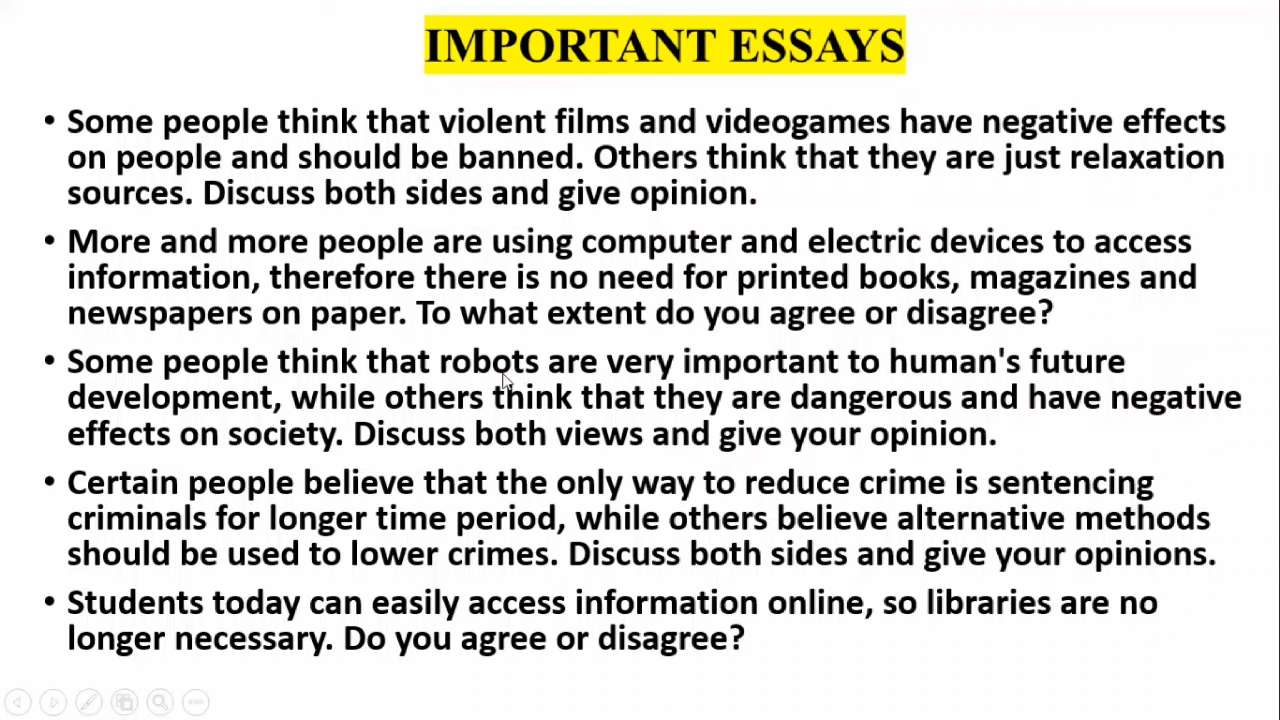 IMPORTANT ESSAYS
• Some people think that violent films and videogames have negative effects
on people and should be banned. Others think that they are just relaxation
sources. Discuss both sides and give opinion.
• More and more people are using computer and electric devices to access
information, therefore there is no need for printed books, magazines and
newspapers on paper. To what extent do you agree or disagree?
• Some people think that robots are very important to human's future
development, while others think that they are dangerous and have negative
effects on society. Discuss both views and give your opinion.
• Certain people believe that the only way to reduce crime is sentencing
criminals for longer time period, while others believe alternative methods
should be used to lower crimes. Discuss both sides and give your opinions.
• Students today can easily access information online, so libraries are no
longer necessary. Do you agree or disagree?